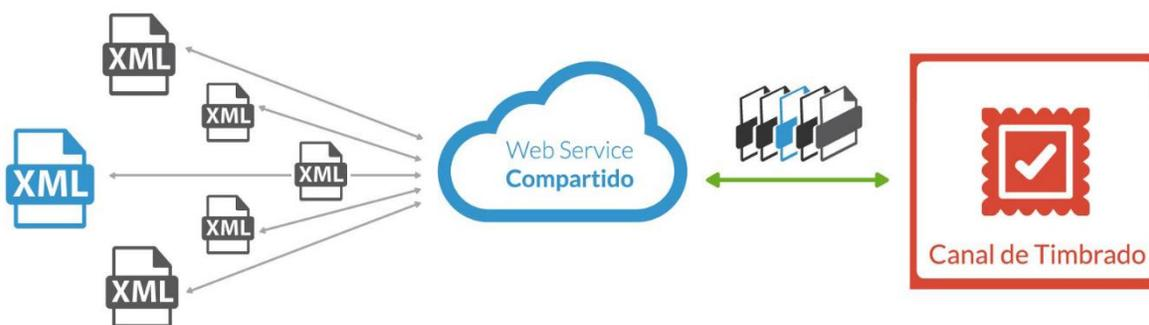 XML
XML
XML
XML
XML
XML
Web Service
Compartido
Canal de Timbrado